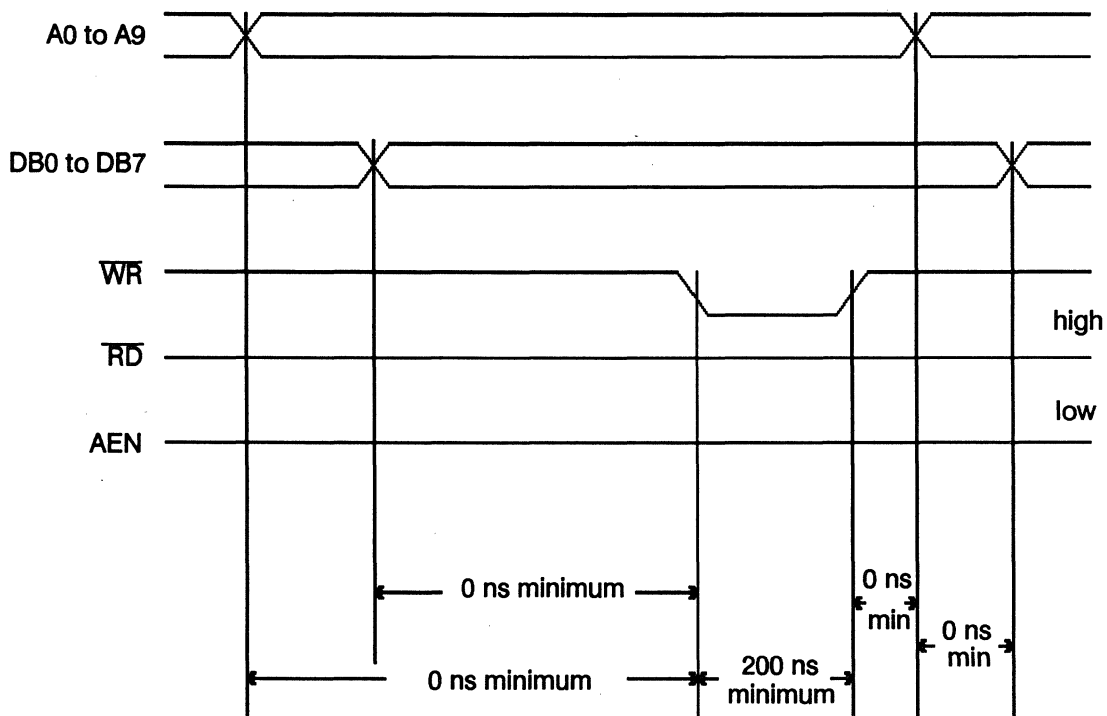 A0 to A9
DB0 to DB7
WR
high
RD
low
AEN
0 ns minimum
0 ns
min
0 ns
min
0 ns minimum
200 ns
minimum